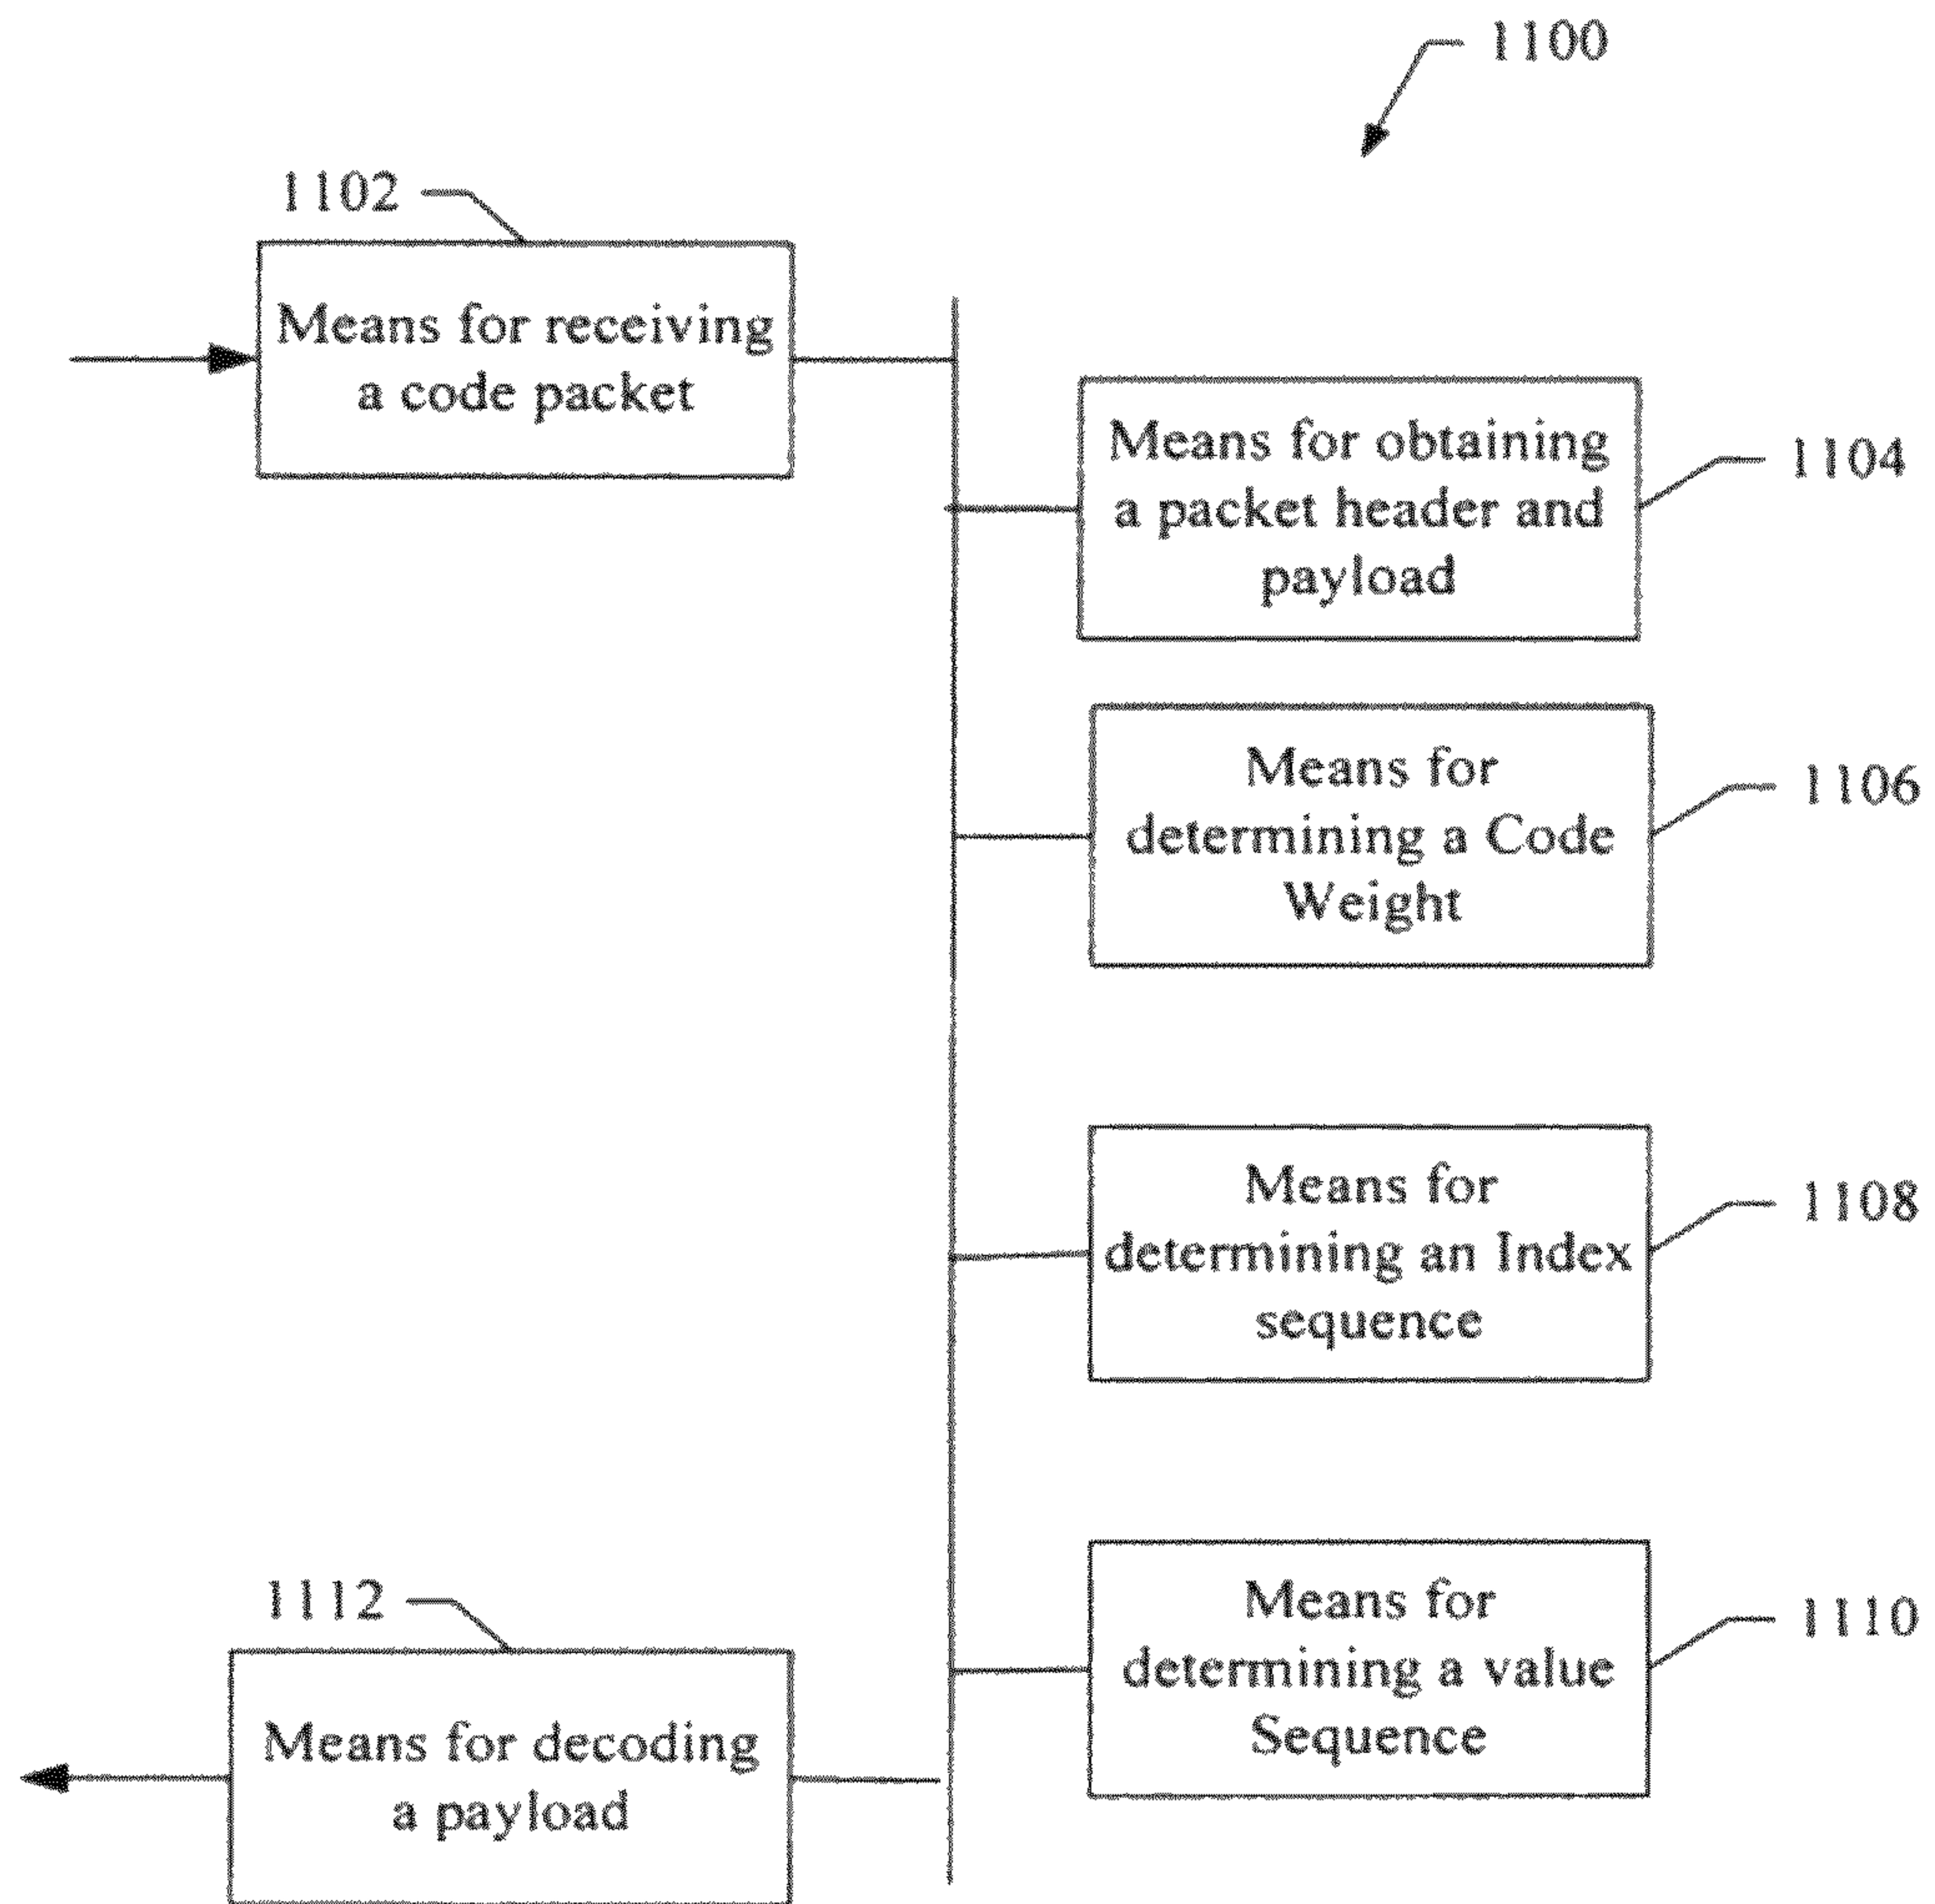 1100
1102
Means for receiving
a code packet
Means for obtaining
a packet header and
payload
1104
Means for
determining a Code
Weight
1106
Means for
determining an Index
sequence
1108
Means for
determining a value
Sequence
1110
1112
Means for decoding
a payload